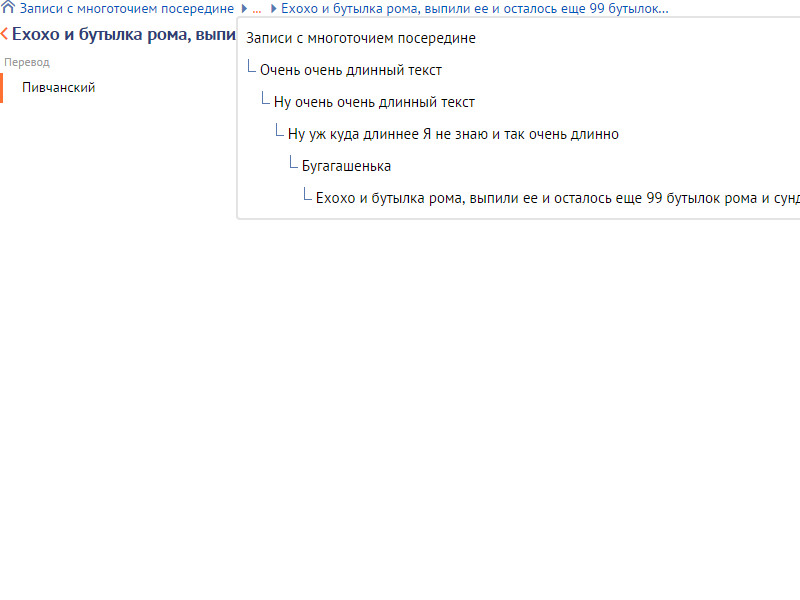 Записи с многоточием посередине ... Ехохо и бутылка рома, выпили ее и осталось еще 99 бутылок...
Ехохо и бутылка рома, выпи
Записи с многоточием посередине
Перевод
Очень очень длинный текст
Пивчанский
Ну очень очень длинный текст
Ну уж куда длиннее Я не знаю и так очень длинно
Бугагашенька
Ехохо и бутылка рома, выпили ее и осталось еще 99 бутылок рома и сунд